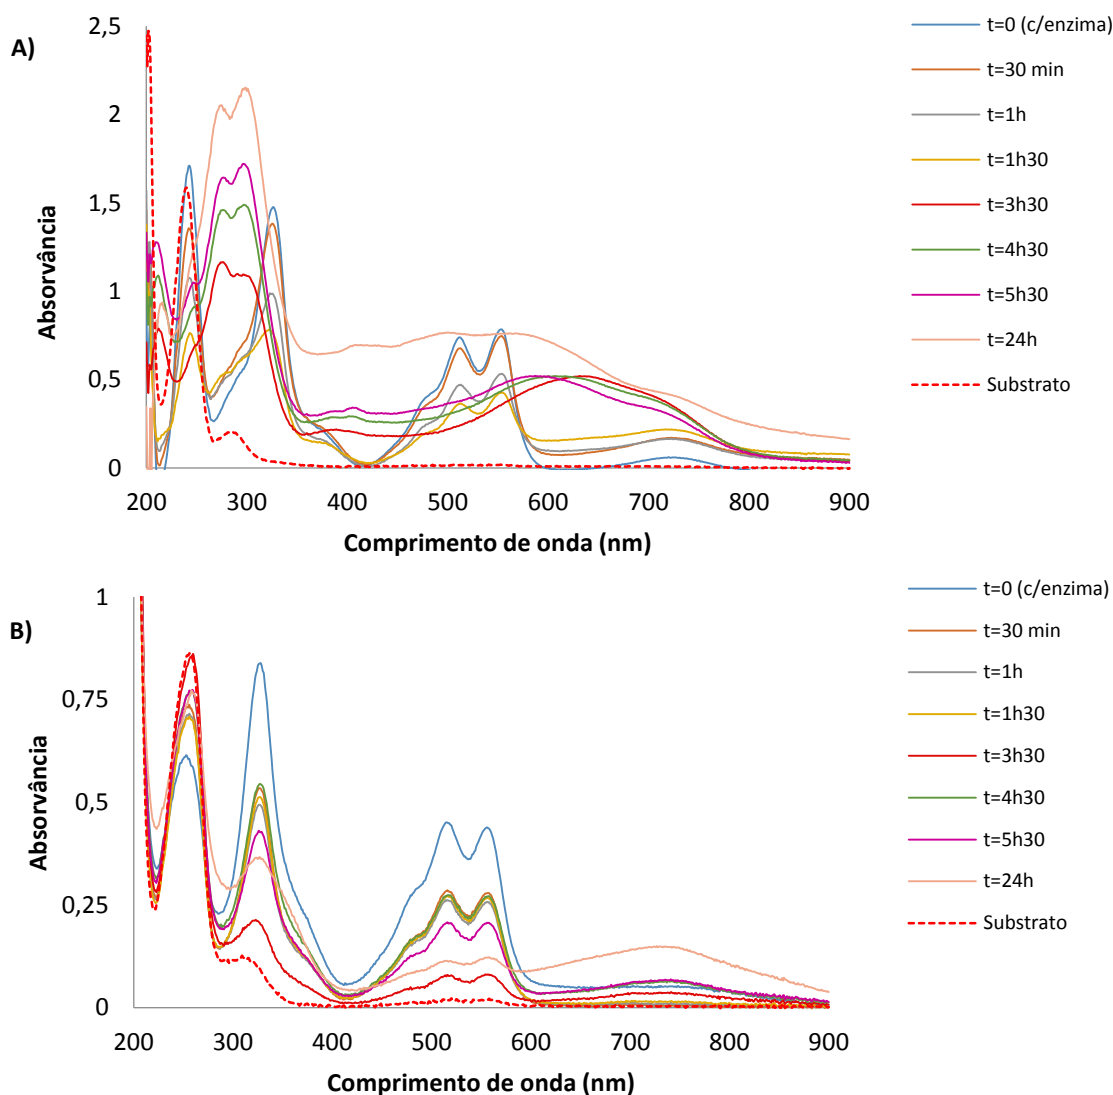 A)
2,5
2
1,5
1
0,5
0
Absorvância
200 300 400 500 600 700 800 900
Comprimento de onda (nm)
t=0 (c/enzima)
t=30 min
t=1h
t=1h30
t=3h30
t=4h30
t=5h30
t=24h
Substrato
B)
1
0,75
0,5
0,25
0
Absorvância
200 300 400 500 600 700 800 900
Comprimento de onda (nm)
t=0 (c/enzima)
t=30 min
t=1h
t=1h30
t=3h30
t=4h30
t=5h30
t=24h
Substrato